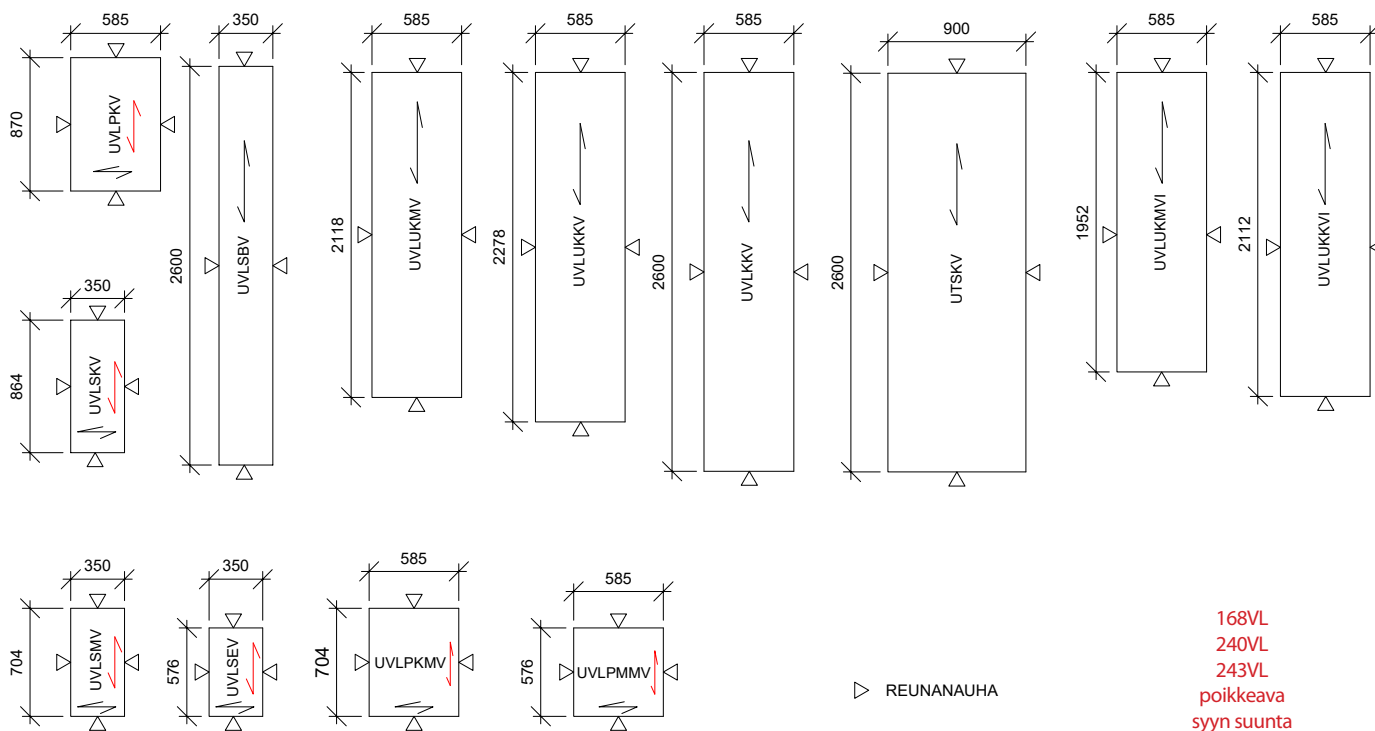 585
870
UVLPKV
350
2600
UVLSBV
585
2118
UVLUKMV
585
2278
UVLUKKV
585
2600
UVLKKV
900
2600
UTSKV
585
1952
UVLUKMVI
585
2112
UVLUKKVI
350
864
UVLSKV
350
704
UVLSMV
350
576
UVLSEV
585
704
UVLPKMV
585
576
UVLPMMV
REUNANAUHA
168VL
240VL
243VL
poikkeava
syyn suunta